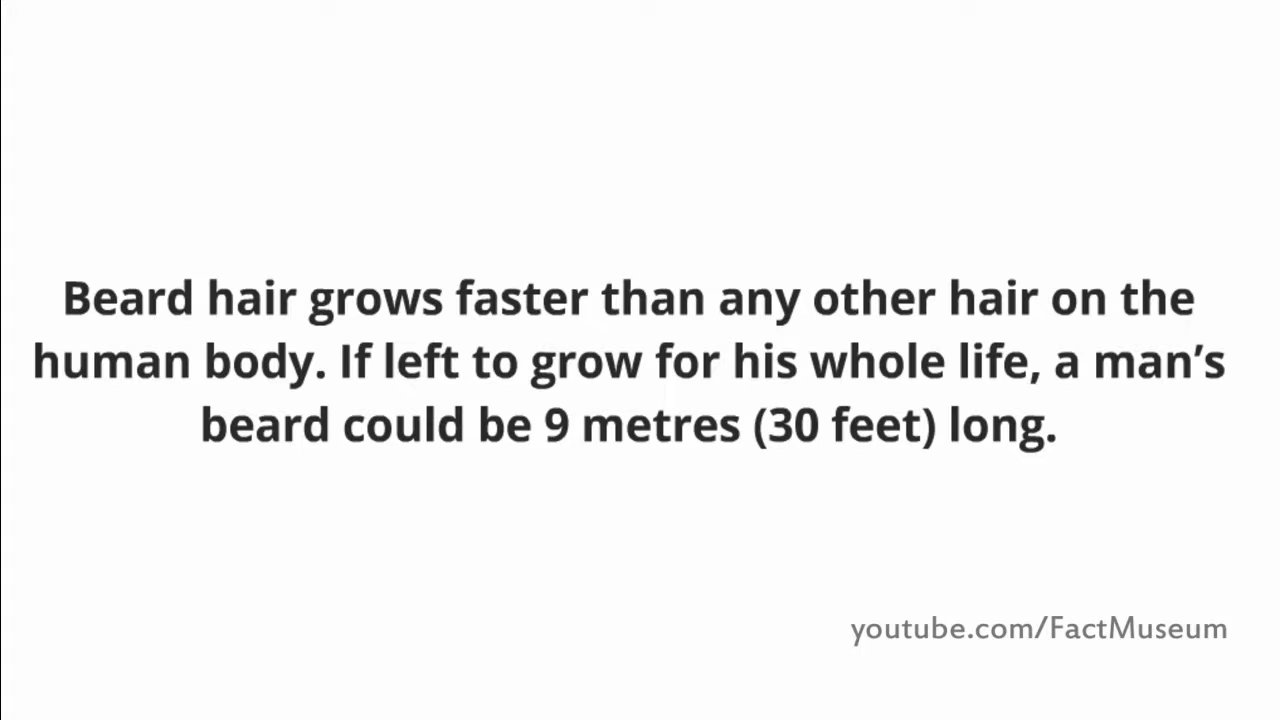 Beard hair grows faster than any other hair on the
human body. If left to grow for his whole life, a man’s
beard could be 9 metres (30 feet) long.
youtube.com/FactMuseum